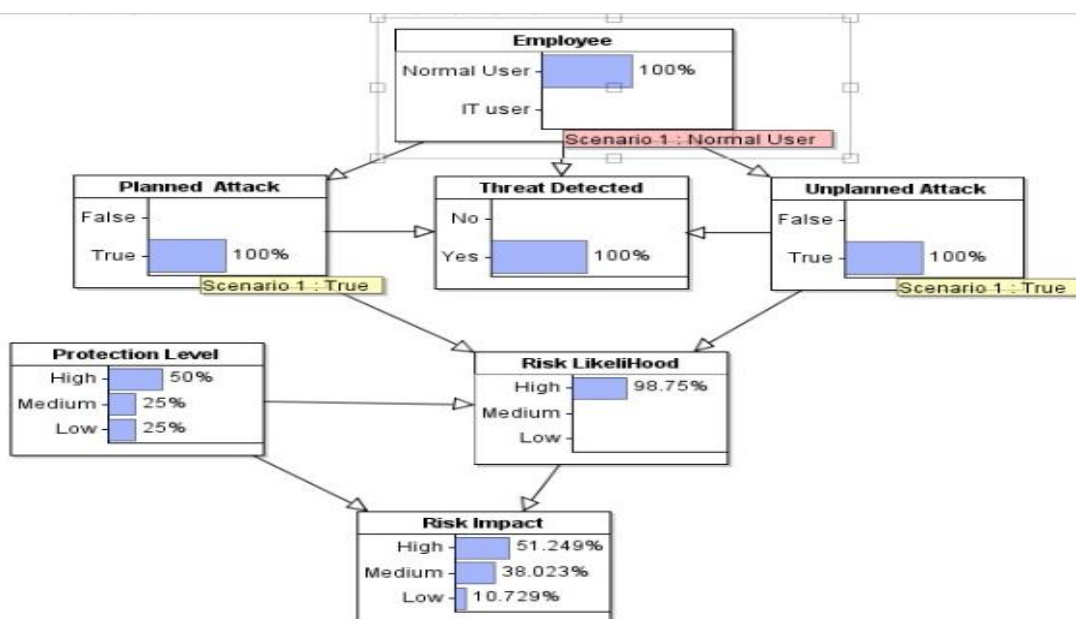 Employee
Normal User 100%
IT user
Scenario 1 : Normal User
Planned Attack
False
True 100%
Scenario 1 : True
Threat Detected
No
Yes 100%
Unplanned Attack
False
True 100%
Scenario 1 : True
Protection Level
High 50%
Medium 25%
Low 25%
Risk LikeliHood
High 98.75%
Medium
Low
Risk Impact
High 51.249%
Medium 38.023%
Low 10.729%